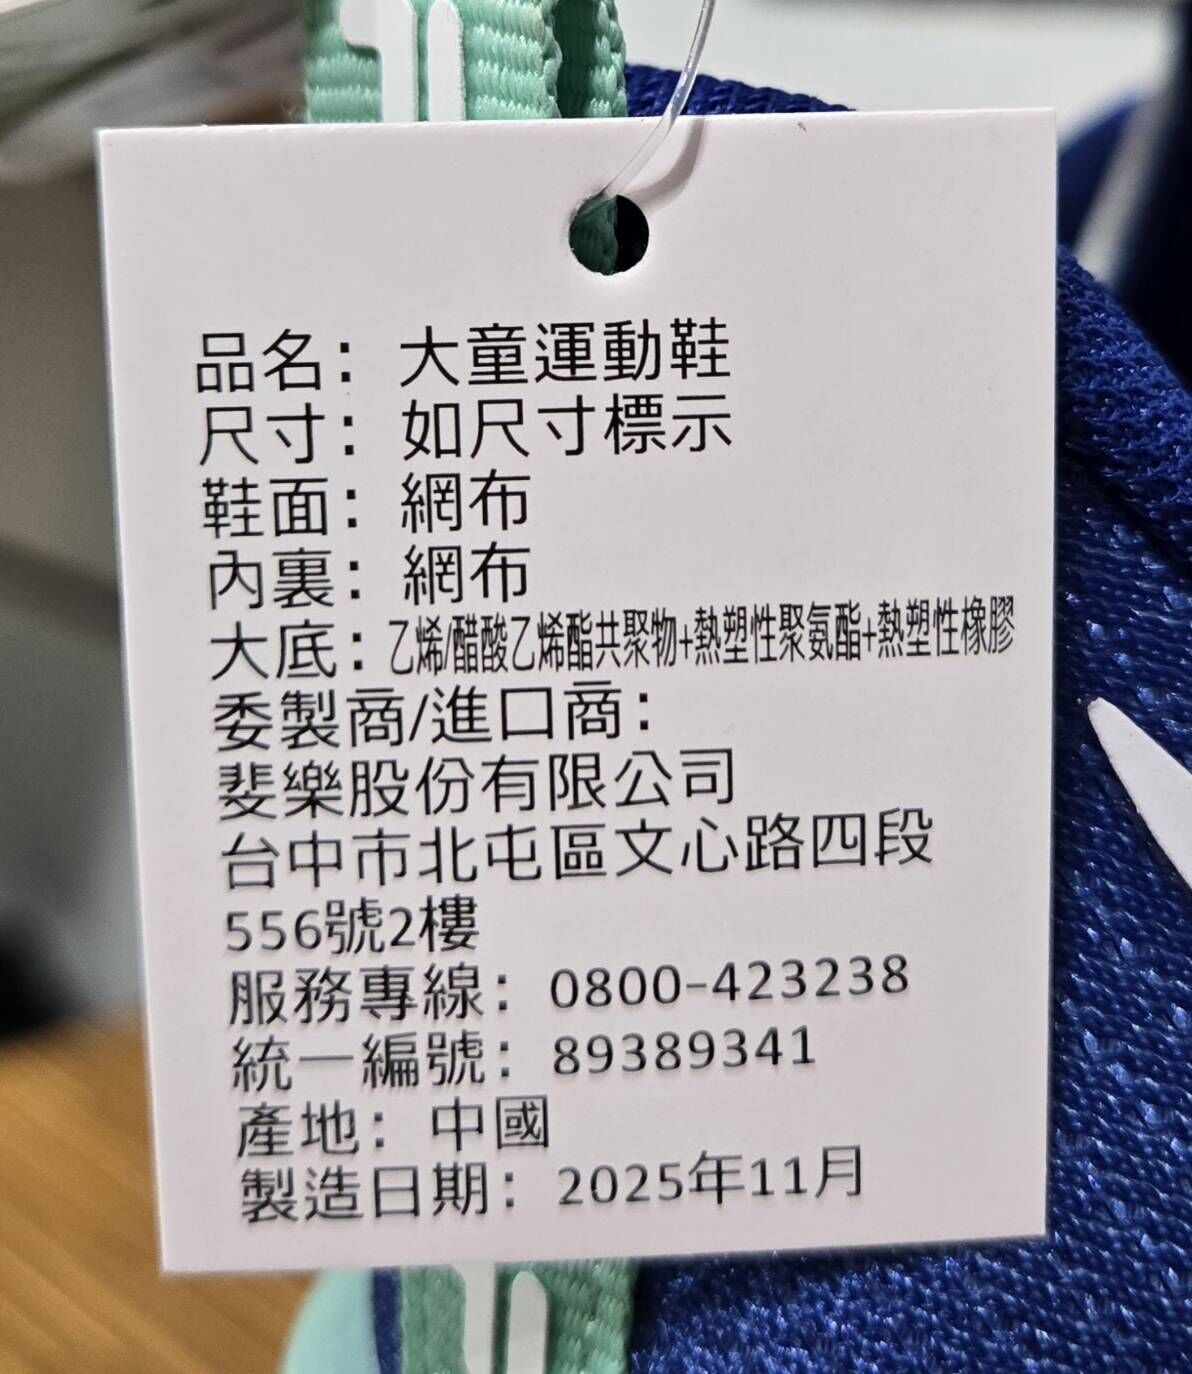 品名：大童運動鞋
尺寸：如尺寸標示
鞋面：網布
內裏：網布
大底：乙烯/醋酸乙烯酯共聚物+熱塑性聚氨酯+熱塑性橡膠
委製商/進口商：
斐樂股份有限公司
台中市北屯區文心路四段
556號2樓
服務專線：0800-423238
統一編號：89389341
產地：中國
製造日期：2025年11月